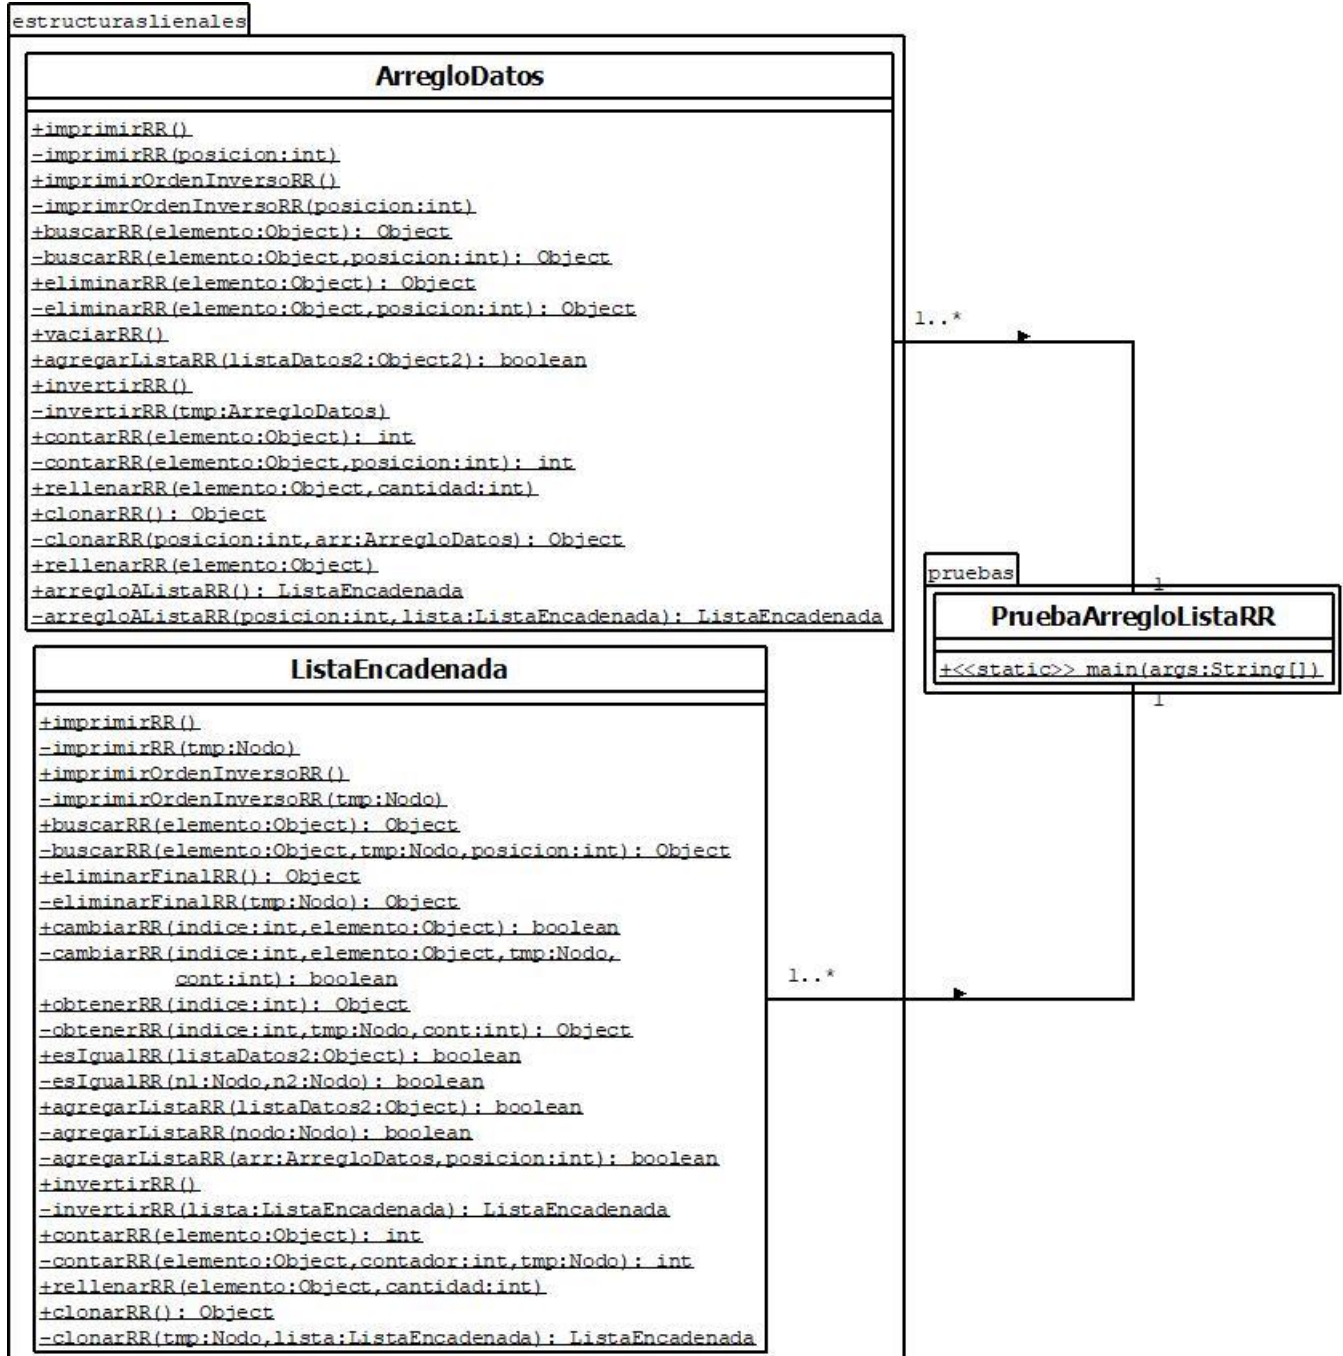 estructuraslienales
ArregloDatos
+imprimirRR()
-imprimirRR(posicion:int)
+imprimirOrdenInversoRR()
-imprimrOrdenInversoRR(posicion:int)
+buscarRR(elemento:Object): Object
-buscarRR(elemento:Object,posicion:int): Object
+eliminarRR(elemento:Object): Object
-eliminarRR(elemento:Object,posicion:int): Object
+vaciarRR()
+agregarListaRR(listaDatos2:Object2): boolean
+invertirRR()
-invertirRR(tmp:ArregloDatos)
+contarRR(elemento:Object): int
-contarRR(elemento:Object,posicion:int): int
+rellenarRR(elemento:Object,cantidad:int)
+clonarRR(): Object
-clonarRR(posicion:int,arr:ArregloDatos): Object
+rellenarRR(elemento:Object)
+arregloAListaRR(): ListaEncadenada
-arregloAListaRR(posicion:int,lista:ListaEncadenada): ListaEncadenada
1..*
pruebas
1
PruebaArregloListaRR
+<<static>> main(args:String[])
1
ListaEncadenada
+imprimirRR()
-imprimirRR(tmp:Nodo)
+imprimirOrdenInversoRR()
-imprimirOrdenInversoRR(tmp:Nodo)
+buscarRR(elemento:Object): Object
-buscarRR(elemento:Object,tmp:Nodo,posicion:int): Object
+eliminarFinalRR(): Object
-eliminarFinalRR(tmp:Nodo): Object
+cambiarRR(indice:int,elemento:Object): boolean
-cambiarRR(indice:int,elemento:Object,tmp:Nodo,
cont:int): boolean
+obtenerRR(indice:int): Object
-obtenerRR(indice:int,tmp:Nodo,cont:int): Object
+esIgualRR(listaDatos2:Object): boolean
-esIgualRR(n1:Nodo,n2:Nodo): boolean
+agregarListaRR(listaDatos2:Object): boolean
-agregarListaRR(nodo:Nodo): boolean
-agregarListaRR(arr:ArregloDatos,posicion:int): boolean
+invertirRR()
-invertirRR(lista:ListaEncadenada): ListaEncadenada
+contarRR(elemento:Object): int
-contarRR(elemento:Object,contador:int,tmp:Nodo): int
+rellenarRR(elemento:Object,cantidad:int)
+clonarRR(): Object
-clonarRR(tmp:Nodo,lista:ListaEncadenada): ListaEncadenada
1..*